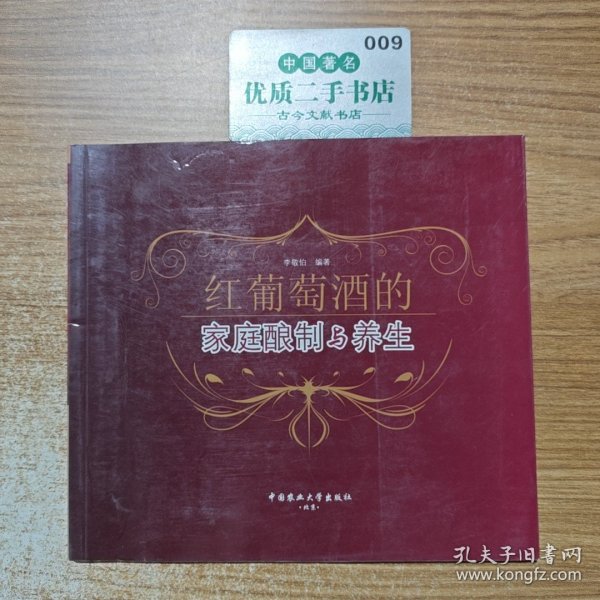 009
中国著名
优质二手书店
古今文献书店
李敬伯 编著
红葡萄酒的
家庭酿制与养生
中国农业大学出版社
·北京·
孔夫子旧书网
www.kongfz.com